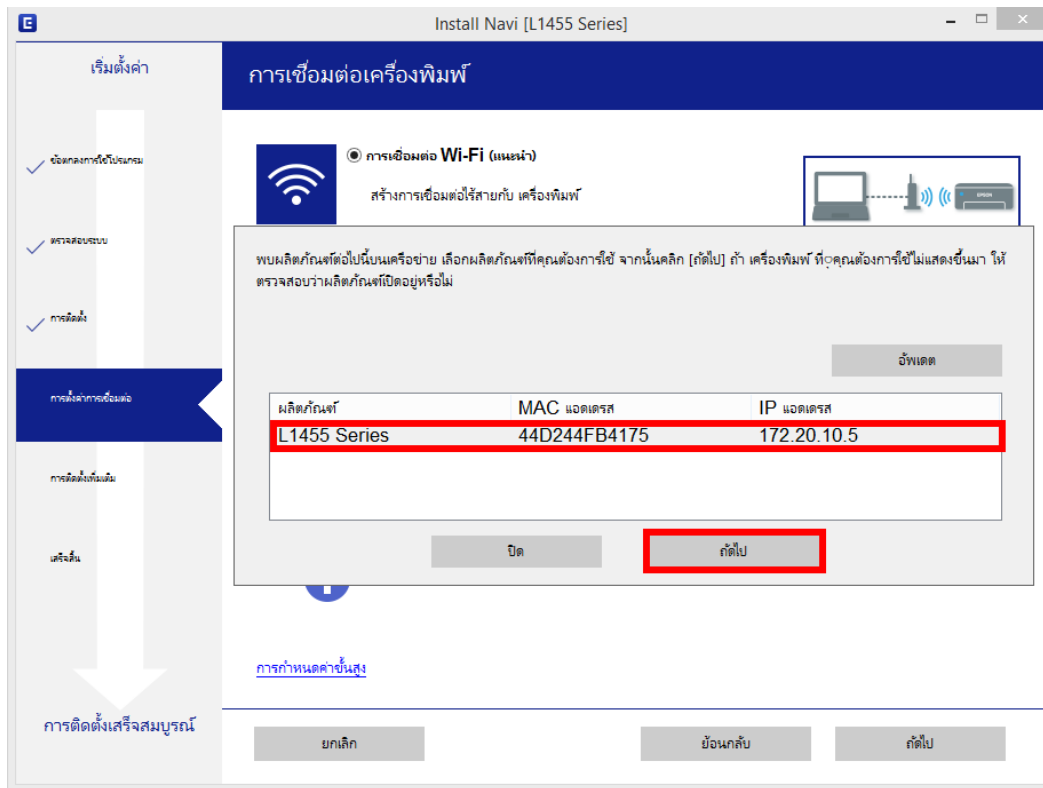 E
Install Navi [L1455 Series]
เริ่มตั้งค่า
ข้อตกลงการใช้โปรแกรม
ตรวจสอบระบบ
การติดตั้ง
การตั้งค่าการเชื่อมต่อ
การติดตั้งเพิ่มเติม
เสร็จสิ้น
การติดตั้งเสร็จสมบูรณ์
การเชื่อมต่อเครื่องพิมพ์
การเชื่อมต่อ Wi-Fi (แนะนำ)
สร้างการเชื่อมต่อไร้สายกับ เครื่องพิมพ์
EPSON
พบผลิตภัณฑ์ต่อไปนี้บนเครือข่าย เลือกผลิตภัณฑ์ที่คุณต้องการใช้ จากนั้นคลิก [ถัดไป] ถ้า เครื่องพิมพ์ ทีฺ่คุณต้องการใช้ไม่แสดงขึ้นมา ให้
ตรวจสอบว่าผลิตภัณฑ์เปิดอยู่หรือไม่
อัพเดต
ผลิตภัณฑ์ MAC แอดเดรส IP แอดเดรส
L1455 Series 44D244FB4175 172.20.10.5
ปิด ถัดไป
การกำหนดค่าขั้นสูง
ยกเลิก ย้อนกลับ ถัดไป